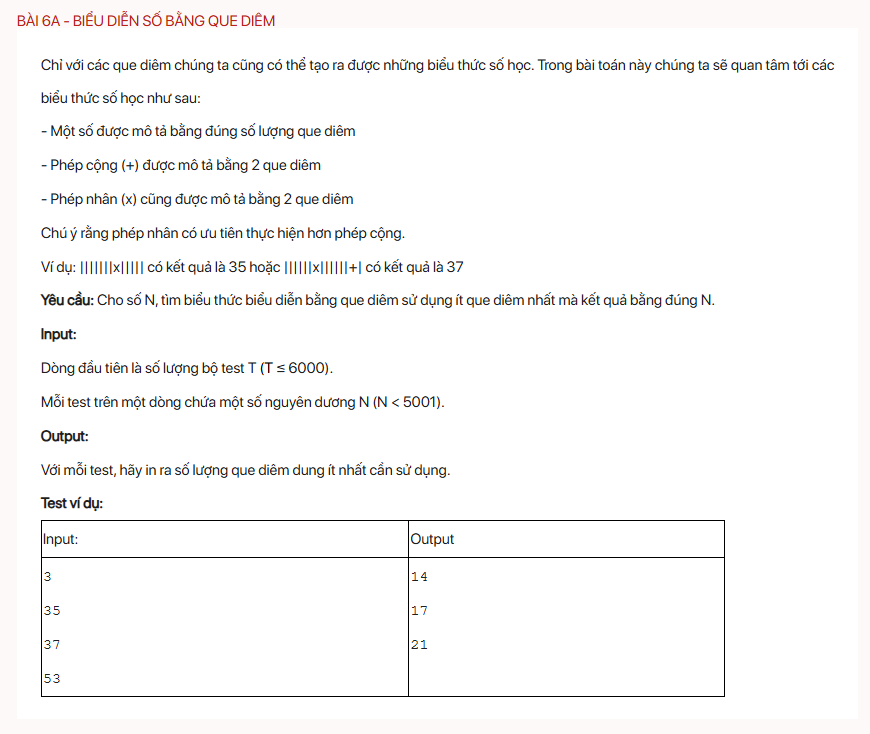 BÀI 6A - BIỂU DIỄN SỐ BẰNG QUE DIÊM
Chỉ với các que diêm chúng ta cũng có thể tạo ra được những biểu thức số học. Trong bài toán này chúng ta sẽ quan tâm tới các
biểu thức số học như sau:
- Một số được mô tả bằng đúng số lượng que diêm
- Phép cộng (+) được mô tả bằng 2 que diêm
- Phép nhân (x) cũng được mô tả bằng 2 que diêm
Chú ý rằng phép nhân có ưu tiên thực hiện hơn phép cộng.
Ví dụ: |||||||x||||| có kết quả là 35 hoặc ||||||x||||||+| có kết quả là 37
Yêu cầu: Cho số N, tìm biểu thức biểu diễn bằng que diêm sử dụng ít que diêm nhất mà kết quả bằng đúng N.
Input:
Dòng đầu tiên là số lượng bộ test T (T ≤ 6000).
Mỗi test trên một dòng chứa một số nguyên dương N (N < 5001).
Output:
Với mỗi test, hãy in ra số lượng que diêm dung ít nhất cần sử dụng.
Test ví dụ:
Input: Output
3 14
35 17
37 21
53